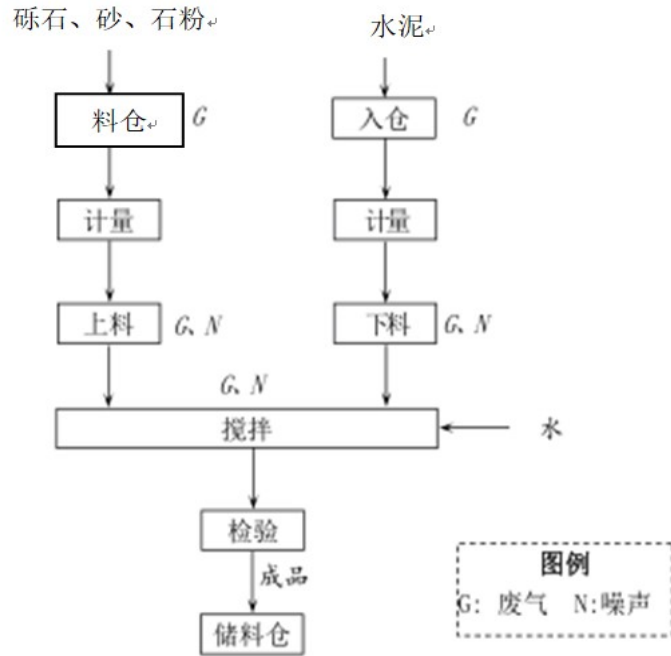 砾石、砂、石粉
水泥
料仓 G
入仓 G
计量
计量
上料 G、N
下料 G、N
G、N
搅拌
水
检验
成品
储料仓
图例
G: 废气 N:噪声